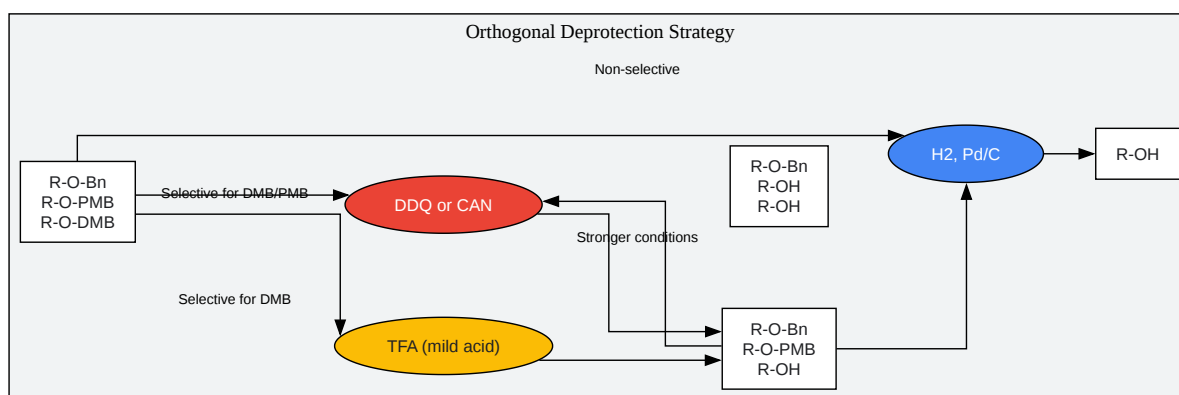 Orthogonal Deprotection Strategy
Non-selective
H2, Pd/C
R-OH
R-O-Bn
R-O-PMB
R-O-DMB
Selective for DMB/PMB
DDQ or CAN
R-O-Bn
R-OH
R-OH
Stronger conditions
Selective for DMB
TFA (mild acid)
R-O-Bn
R-O-PMB
R-OH